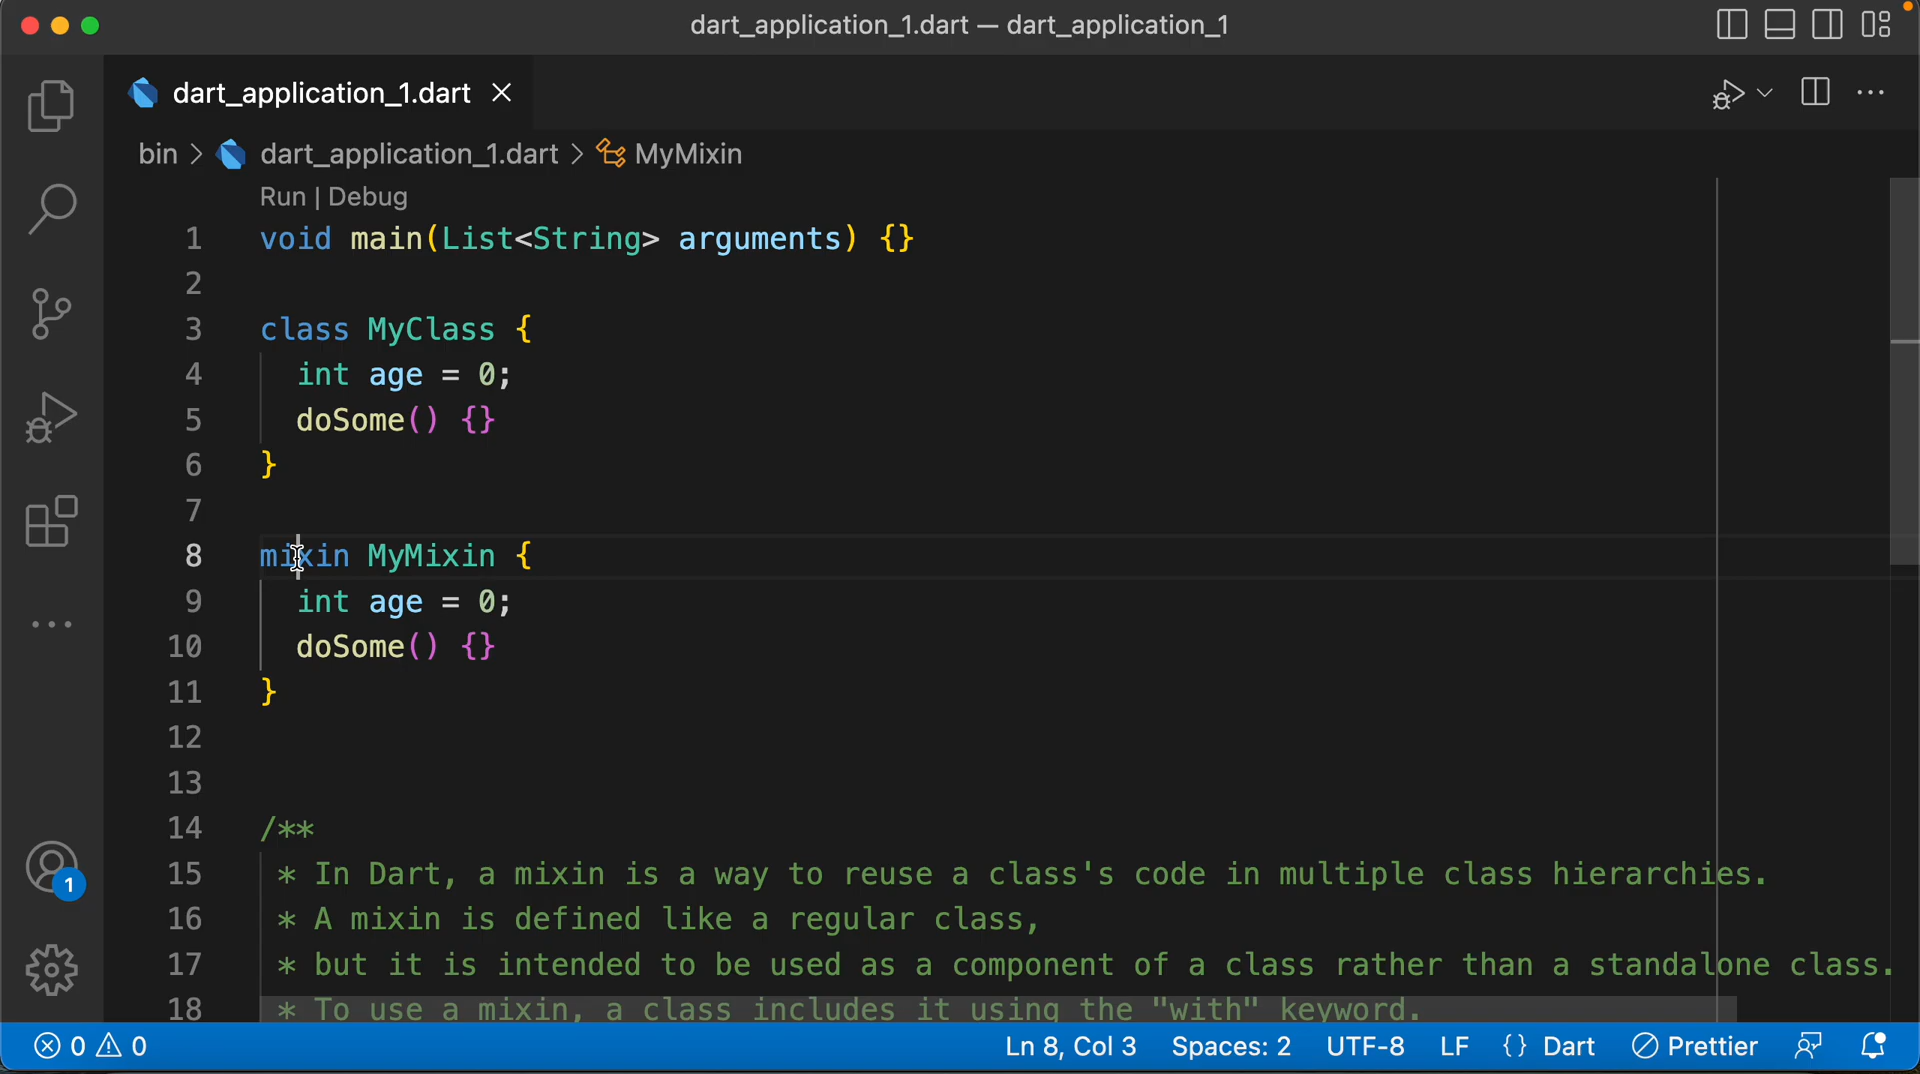 dart_application_1.dart — dart_application_1
dart_application_1.dart
bin > dart_application_1.dart > MyMixin
Run | Debug
1 void main(List<String> arguments) {}
2
3 class MyClass {
4 int age = 0;
5 doSome() {}
6 }
7
8 mixin MyMixin {
9 int age = 0;
10 doSome() {}
11 }
12
13
14 /**
15 * In Dart, a mixin is a way to reuse a class's code in multiple class hierarchies.
16 * A mixin is defined like a regular class,
17 * but it is intended to be used as a component of a class rather than a standalone class.
18 * To use a mixin, a class includes it using the "with" keyword.
1
0 0 Ln 8, Col 3 Spaces: 2 UTF-8 LF {} Dart Prettier